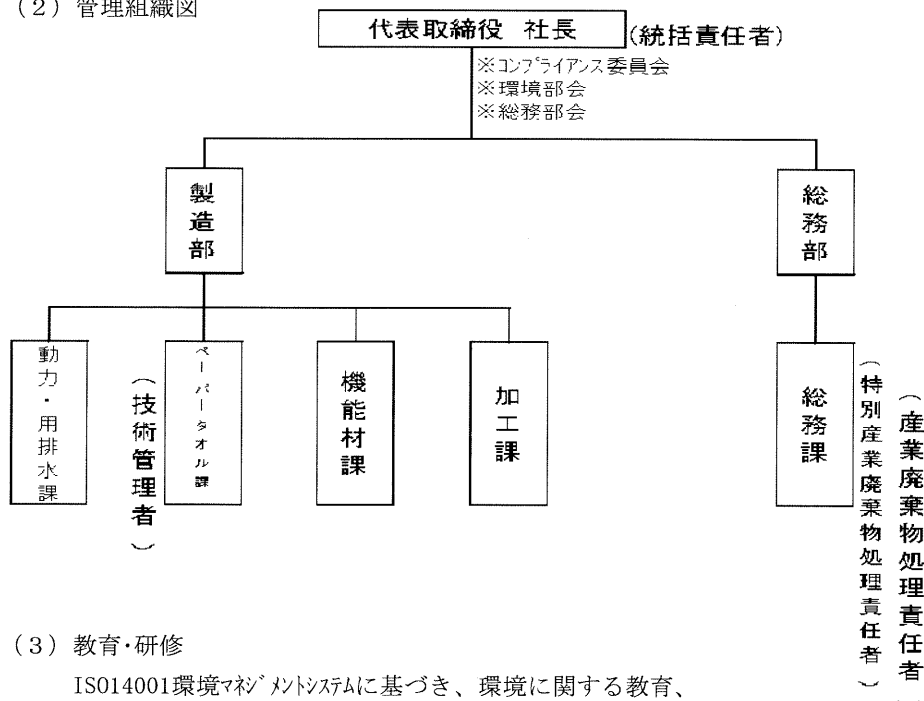 （２）管理組織図
代表取締役 社長
(統括責任者)
※ｺﾝﾌﾟﾗｲｱﾝｽ委員会
※環境部会
※総務部会
製造部
総務部
動力・用排水課
（技術管理者）
ペーパータオル課
機能材課
加工課
総務課
（特別産業廃棄物処理責任者）
（産業廃棄物処理責任者
（３）教育･研修
ISO14001環境ﾏﾈｼﾞﾒﾝﾄｼｽﾃﾑに基づき、環境に関する教育、